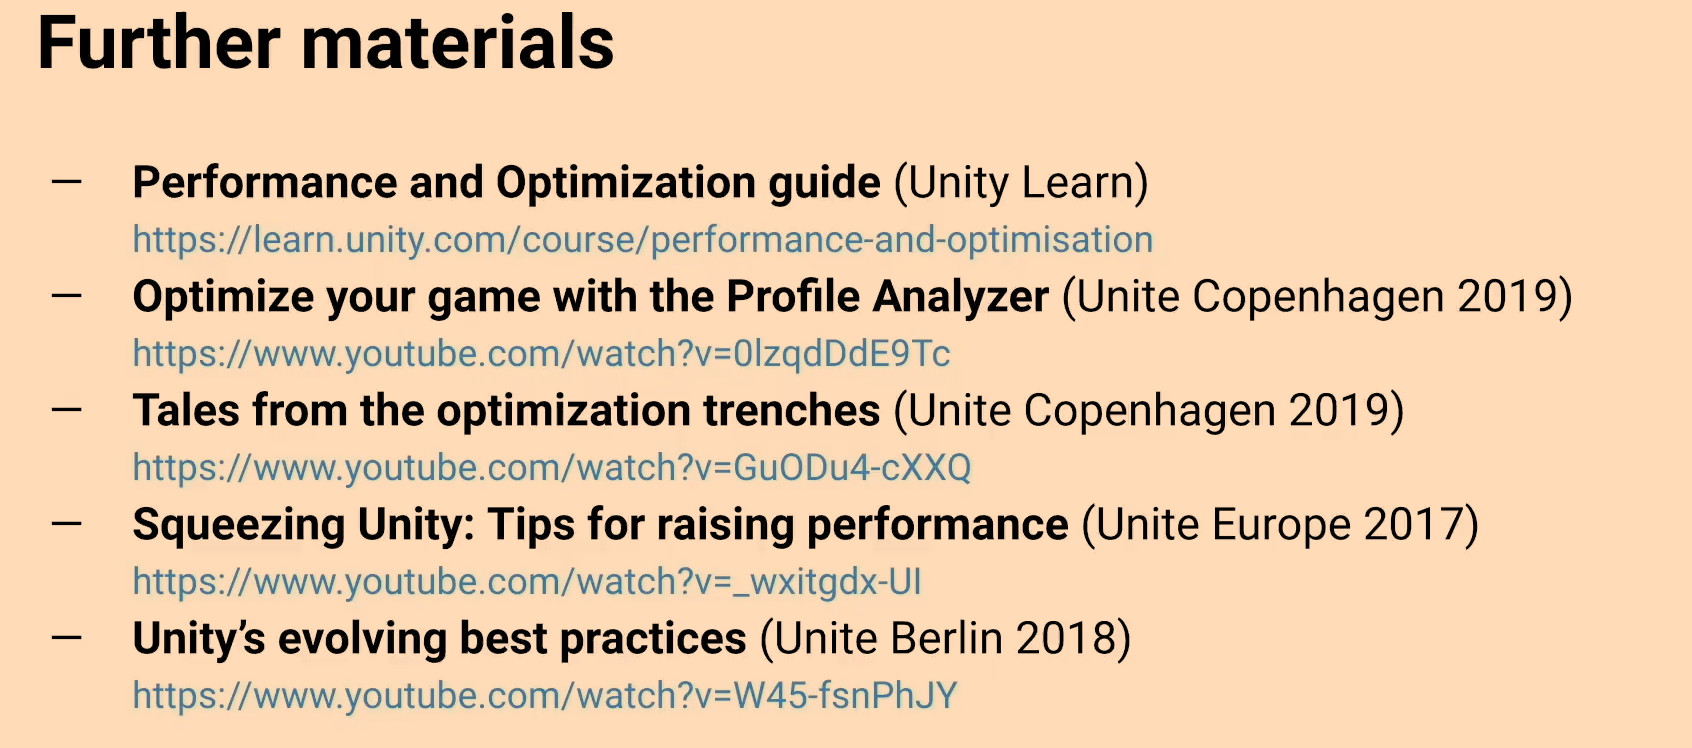 Further materials
— Performance and Optimization guide (Unity Learn)
https://learn.unity.com/course/performance-and-optimisation
— Optimize your game with the Profile Analyzer (Unite Copenhagen 2019)
https://www.youtube.com/watch?v=0lzqdDdE9Tc
— Tales from the optimization trenches (Unite Copenhagen 2019)
https://www.youtube.com/watch?v=GuODu4-cXXQ
— Squeezing Unity: Tips for raising performance (Unite Europe 2017)
https://www.youtube.com/watch?v=_wxitgdx-UI
— Unity’s evolving best practices (Unite Berlin 2018)
https://www.youtube.com/watch?v=W45-fsnPhJY